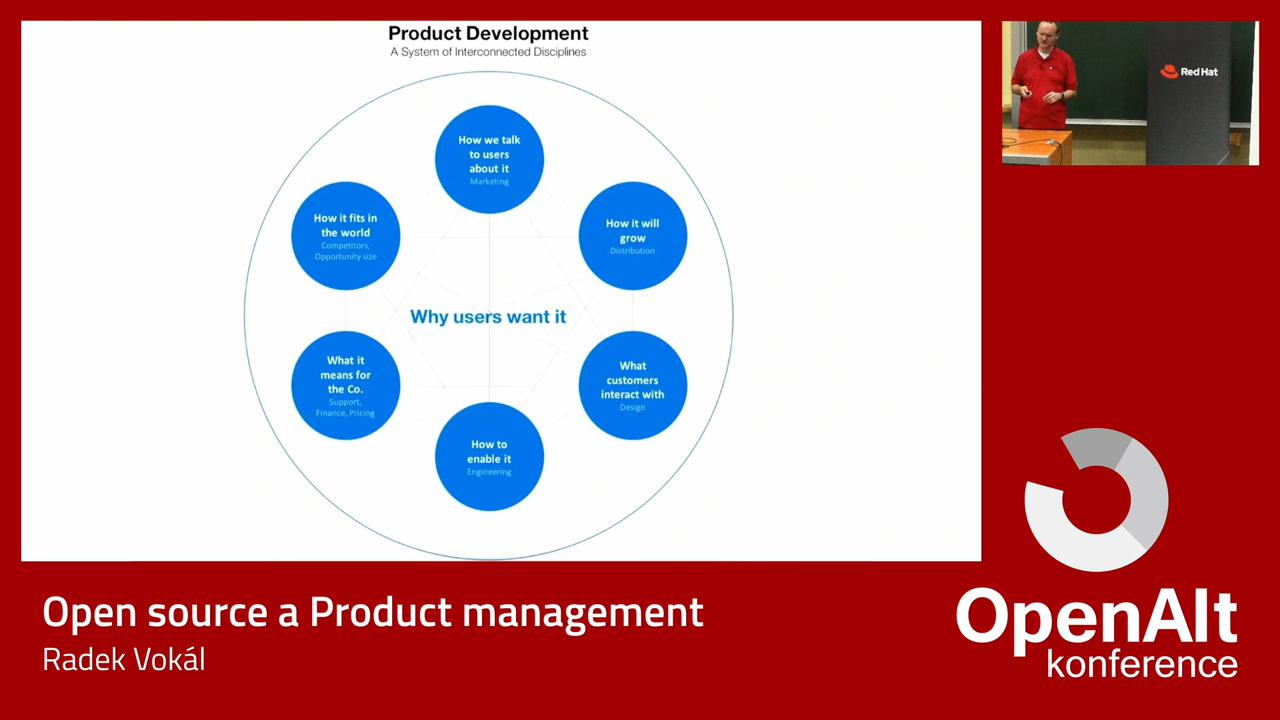 Product Development
A System of Interconnected Disciplines
How we talk
to users
about it
Marketing
How it fits in
the world
Competitors,
Opportunity size
How it will
grow
Distribution
Why users want it
What it
means for
the Co.
Support,
Finance, Pricing
What
customers
interact with
Design
How to
enable it
Engineering
Red Hat
Open source a Product management
Radek Vokál
OpenAlt
konference